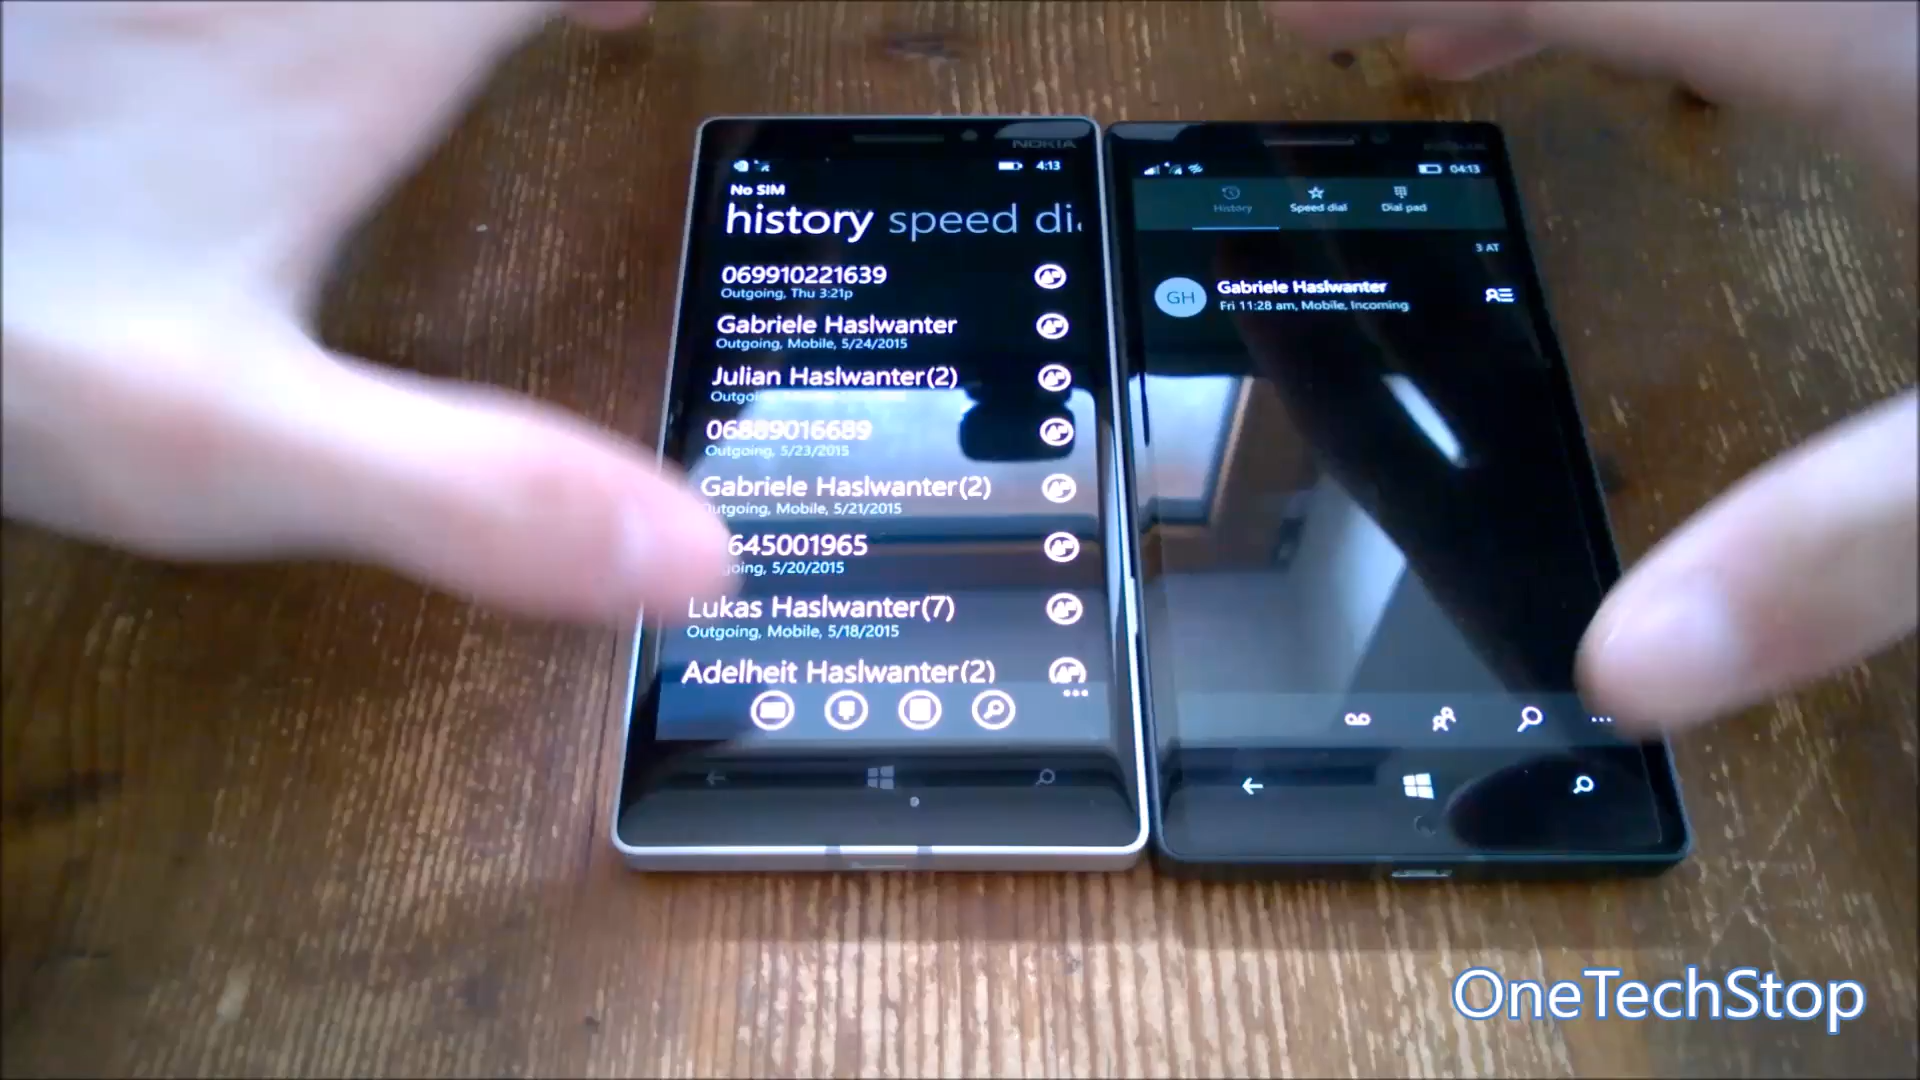 NOKIA
4:13
No SIM
history speed di
069910221639
Outgoing, Thu 3:21p
Gabriele Haslwanter
Outgoing, Mobile, 5/24/2015
Julian Haslwanter(2)
06889016689
Outgoing, 5/23/2015
Gabriele Haslwanter(2)
Outgoing, Mobile, 5/21/2015
645001965
going, 5/20/2015
Lukas Haslwanter(7)
Outgoing, Mobile, 5/18/2015
Adelheit Haslwanter(2)
04:13
History Speed dial Dial pad
3 AT
GH
Gabriele Haslwanter
Fri 11:28 am, Mobile, Incoming
OneTechStop